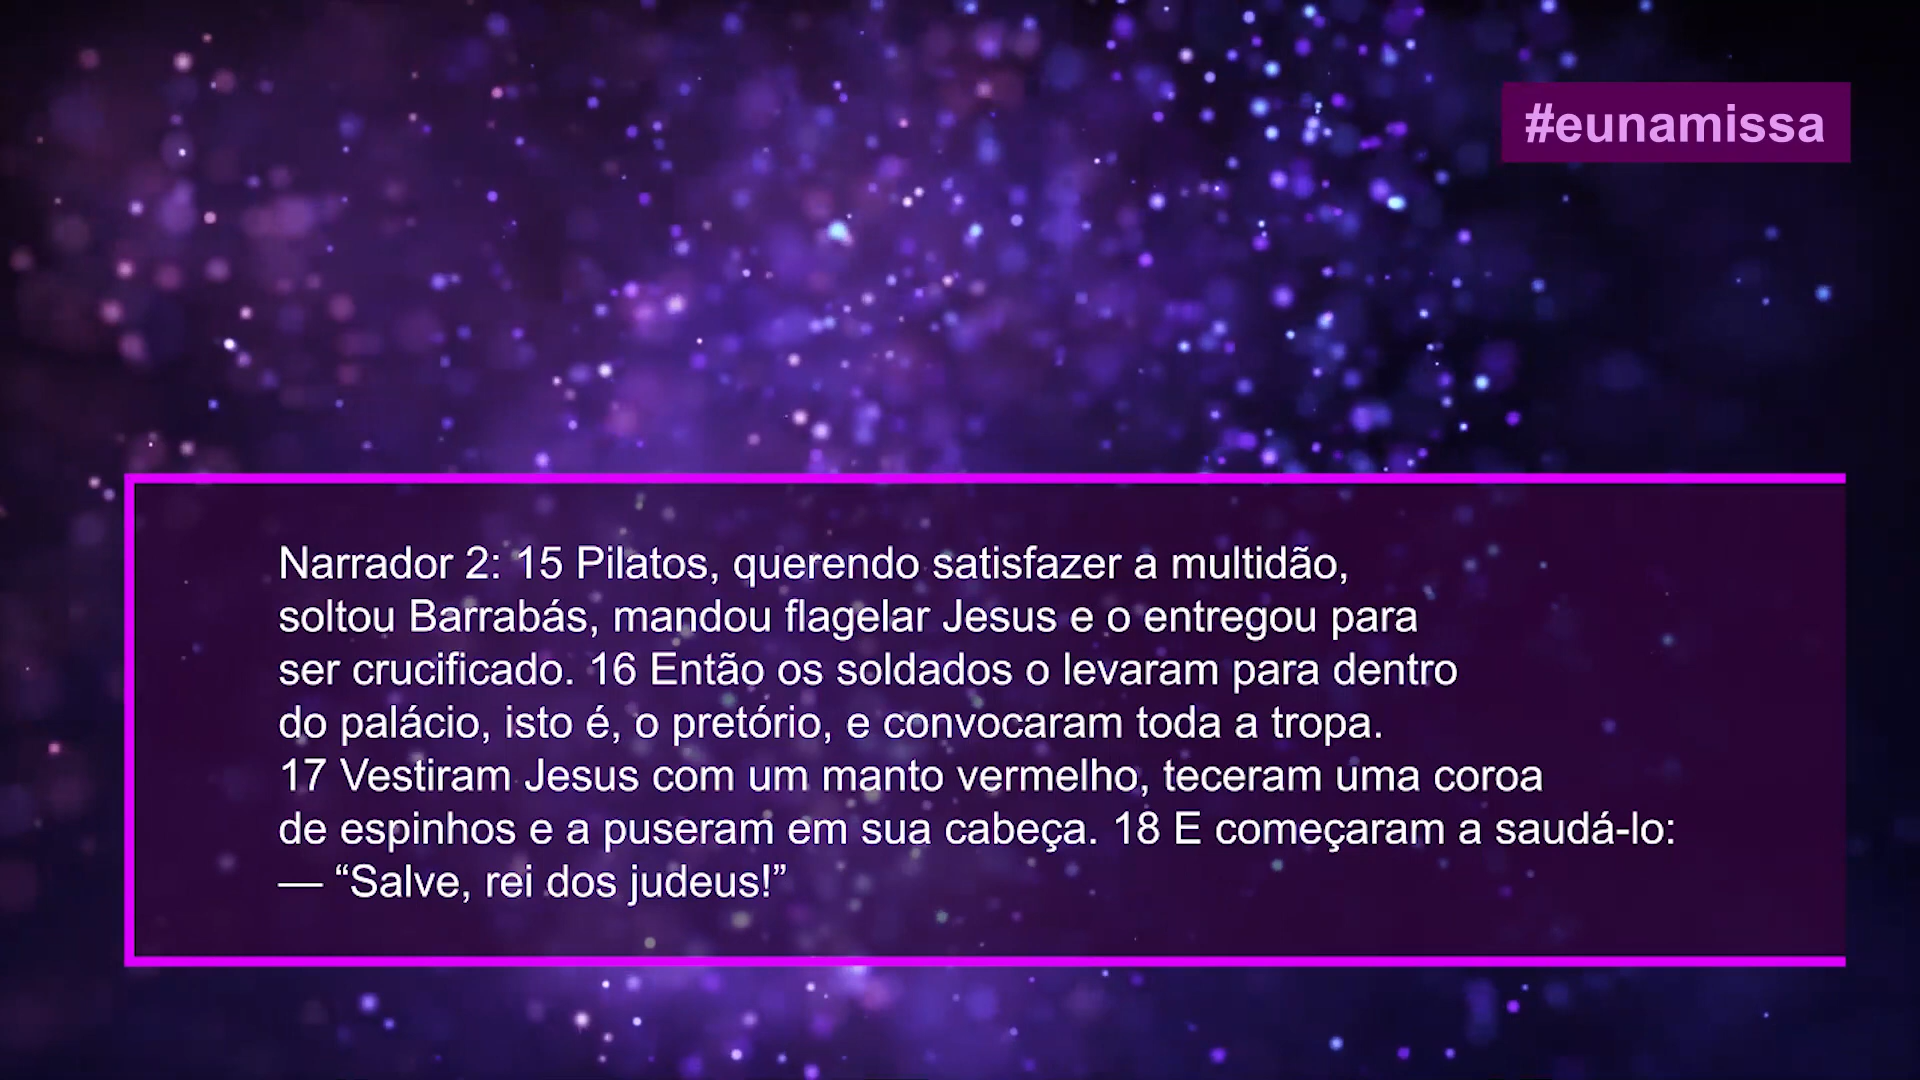 #eunamissa
Narrador 2: 15 Pilatos, querendo satisfazer a multidão,
soltou Barrabás, mandou flagelar Jesus e o entregou para
ser crucificado. 16 Então os soldados o levaram para dentro
do palácio, isto é, o pretório, e convocaram toda a tropa.
17 Vestiram Jesus com um manto vermelho, teceram uma coroa
de espinhos e a puseram em sua cabeça. 18 E começaram a saudá-lo:
— “Salve, rei dos judeus!”